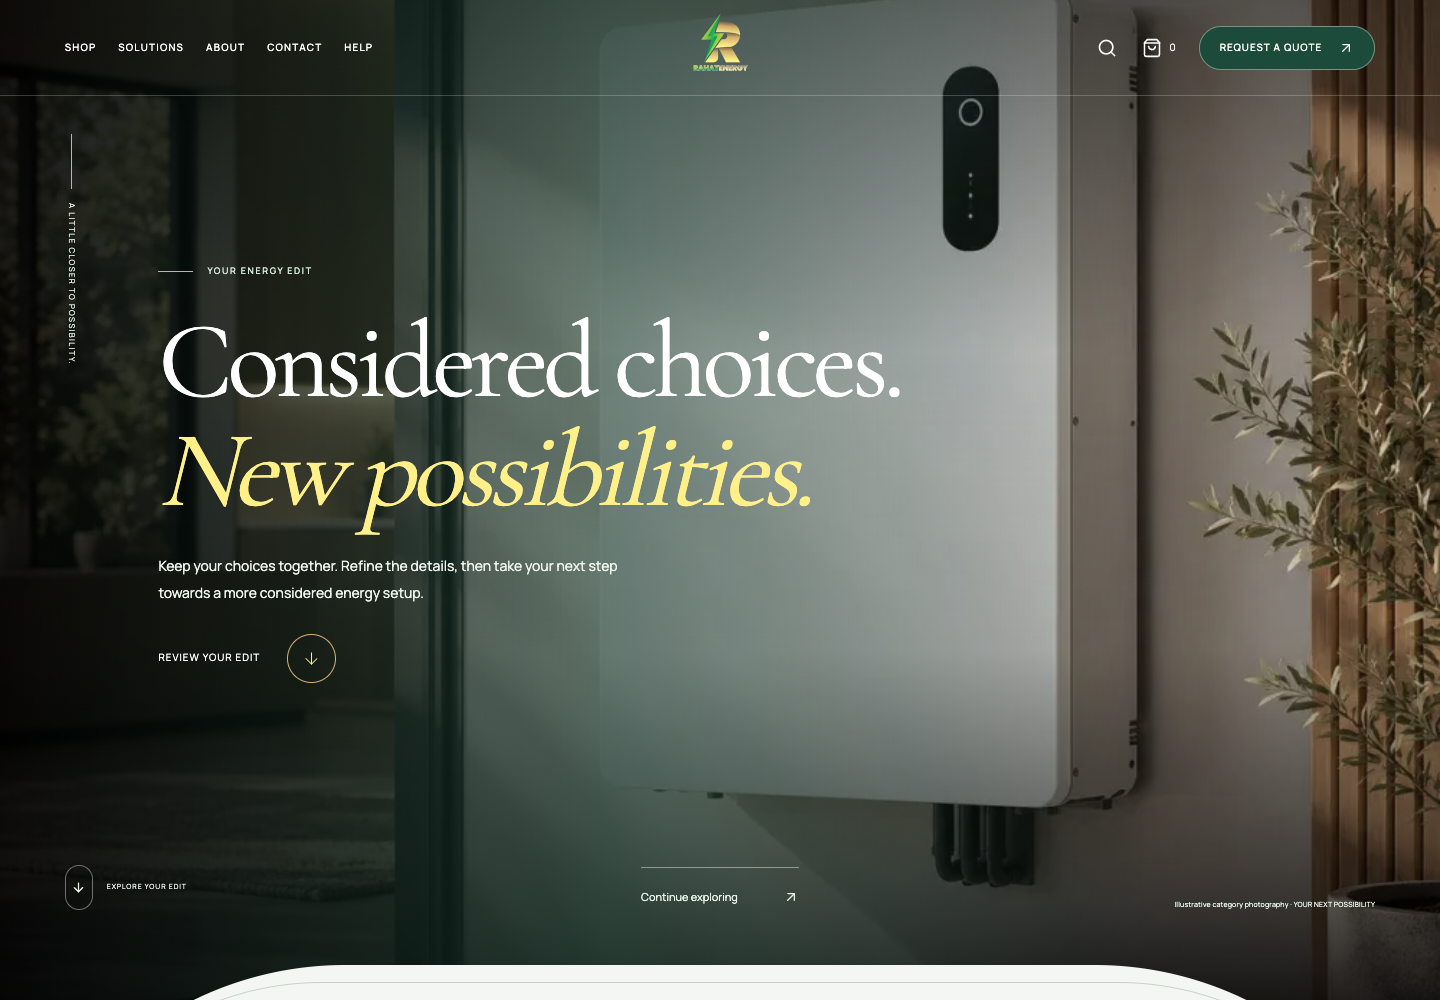 SHOP
SOLUTIONS
ABOUT
CONTACT
HELP
RAHATENERGY
0
REQUEST A QUOTE
A LITTLE CLOSER TO POSSIBILITY.
YOUR ENERGY EDIT
Considered choices.
New possibilities.
Keep your choices together. Refine the details, then take your next step
towards a more considered energy setup.
REVIEW YOUR EDIT
EXPLORE YOUR EDIT
Continue exploring
Illustrative category photography · YOUR NEXT POSSIBILITY